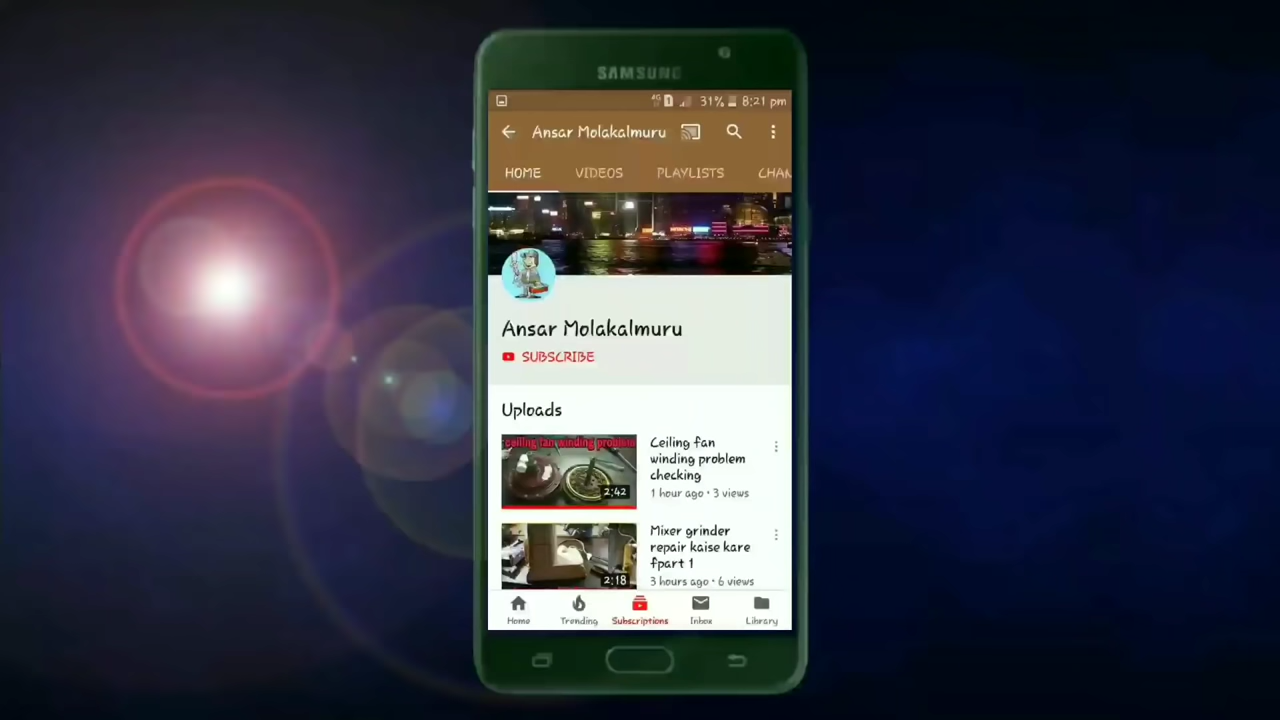 SAMSUNG
4G 1 31% 8:21 pm
Ansar Molakalmuru
HOME VIDEOS PLAYLISTS CHAN
Ansar Molakalmuru
SUBSCRIBE
Uploads
ceiling fan winding problem
2:42
Ceiling fan
winding problem
checking
1 hour ago • 3 views
2:18
Mixer grinder
repair kaise kare
fpart 1
3 hours ago • 6 views
Home Trending Subscriptions Inbox Library